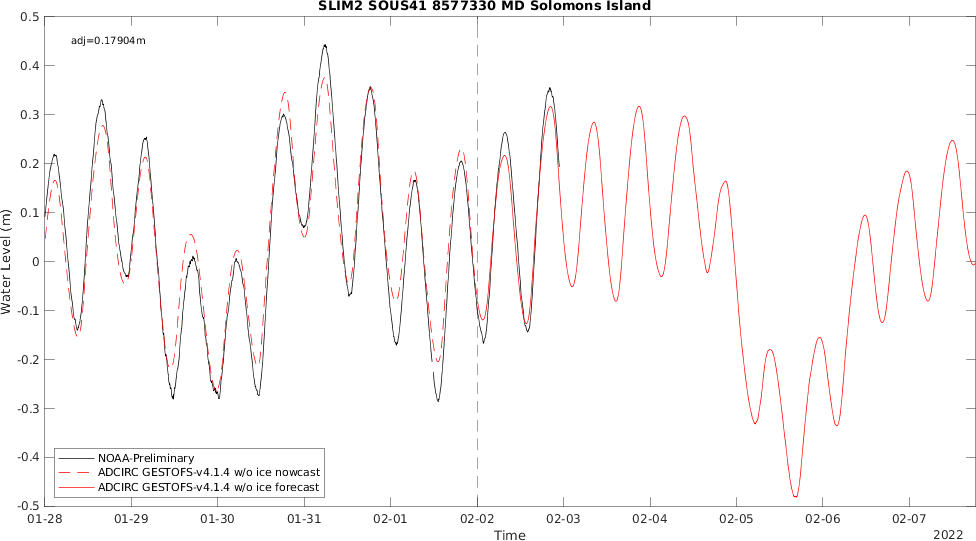 SLIM2 SOUS41 8577330 MD Solomons Island
adj=0.17904m
0.5
0.4
0.3
0.2
0.1
0
-0.1
-0.2
-0.3
-0.4
-0.5
Water Level (m)
NOAA-Preliminary
ADCIRC GESTOFS-v4.1.4 w/o ice nowcast
ADCIRC GESTOFS-v4.1.4 w/o ice forecast
01-28 01-29 01-30 01-31 02-01 02-02 02-03 02-04 02-05 02-06 02-07
Time
2022